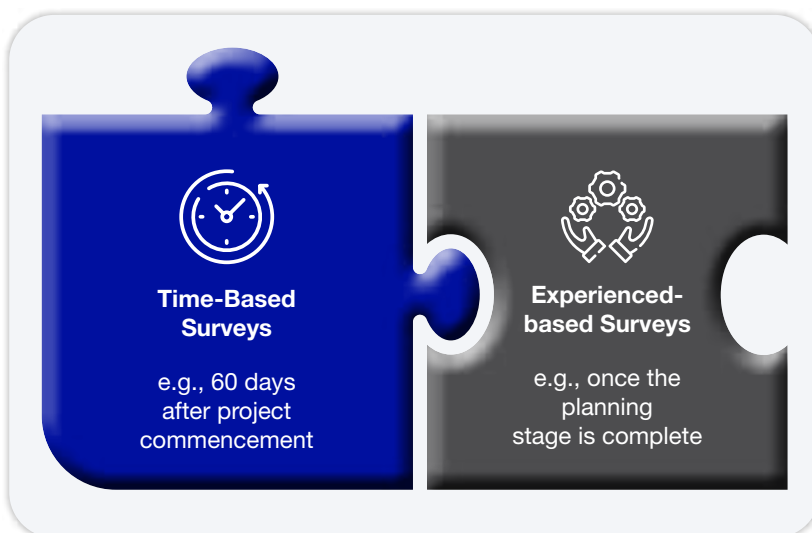 Time-Based
Surveys
e.g., 60 days
after project
commencement
Experienced-
based Surveys
e.g., once the
planning
stage is complete